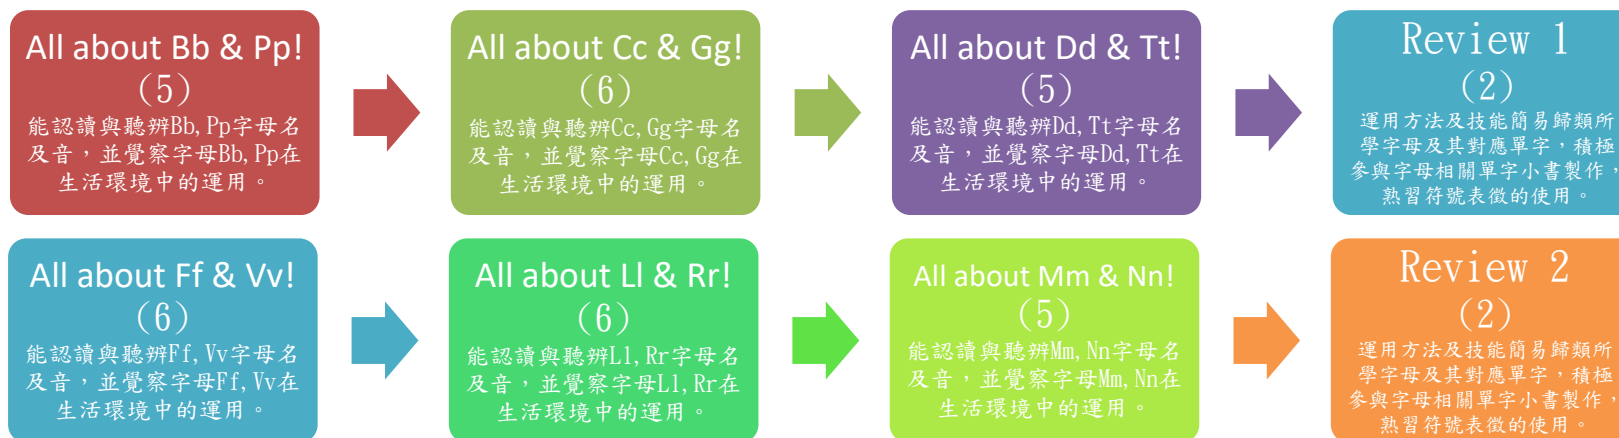 All about Bb & Pp!
(5)
能認讀與聽辨Bb,Pp字母名
及音，並覺察字母Bb,Pp在
生活環境中的運用。
All about Cc & Gg!
(6)
能認讀與聽辨Cc,Gg字母名
及音，並覺察字母Cc,Gg在
生活環境中的運用。
All about Dd & Tt!
(5)
能認讀與聽辨Dd,Tt字母名
及音，並覺察字母Dd,Tt在
生活環境中的運用。
Review 1
(2)
運用方法及技能簡易歸類所
學字母及其對應單字，積極
參與字母相關單字小書製作，
熟習符號表徵的使用。
All about Ff & Vv!
(6)
能認讀與聽辨Ff,Vv字母名
及音，並覺察字母Ff,Vv在
生活環境中的運用。
All about Ll & Rr!
(6)
能認讀與聽辨Ll,Rr字母名
及音，並覺察字母Ll,Rr在
生活環境中的運用。
All about Mm & Nn!
(5)
能認讀與聽辨Mm,Nn字母名
及音，並覺察字母Mm,Nn在
生活環境中的運用。
Review 2
(2)
運用方法及技能簡易歸類所
學字母及其對應單字，積極
參與字母相關單字小書製作，
熟習符號表徵的使用。